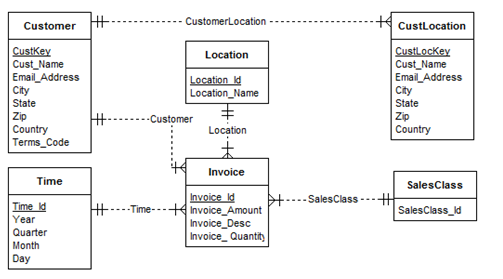 Customer
CustKey
Cust_Name
Email_Address
City
State
Zip
Country
Terms_Code
CustomerLocation
CustLocation
CustLocKey
Cust_Name
Email_Address
City
State
Zip
Country
Location
Location_Id
Location_Name
Customer
Location
Time
Time_Id
Year
Quarter
Month
Day
Time
Invoice
Invoice_Id
Invoice_Amount
Invoice_Desc
Invoice_ Quantity
SalesClass
SalesClass
SalesClass_Id